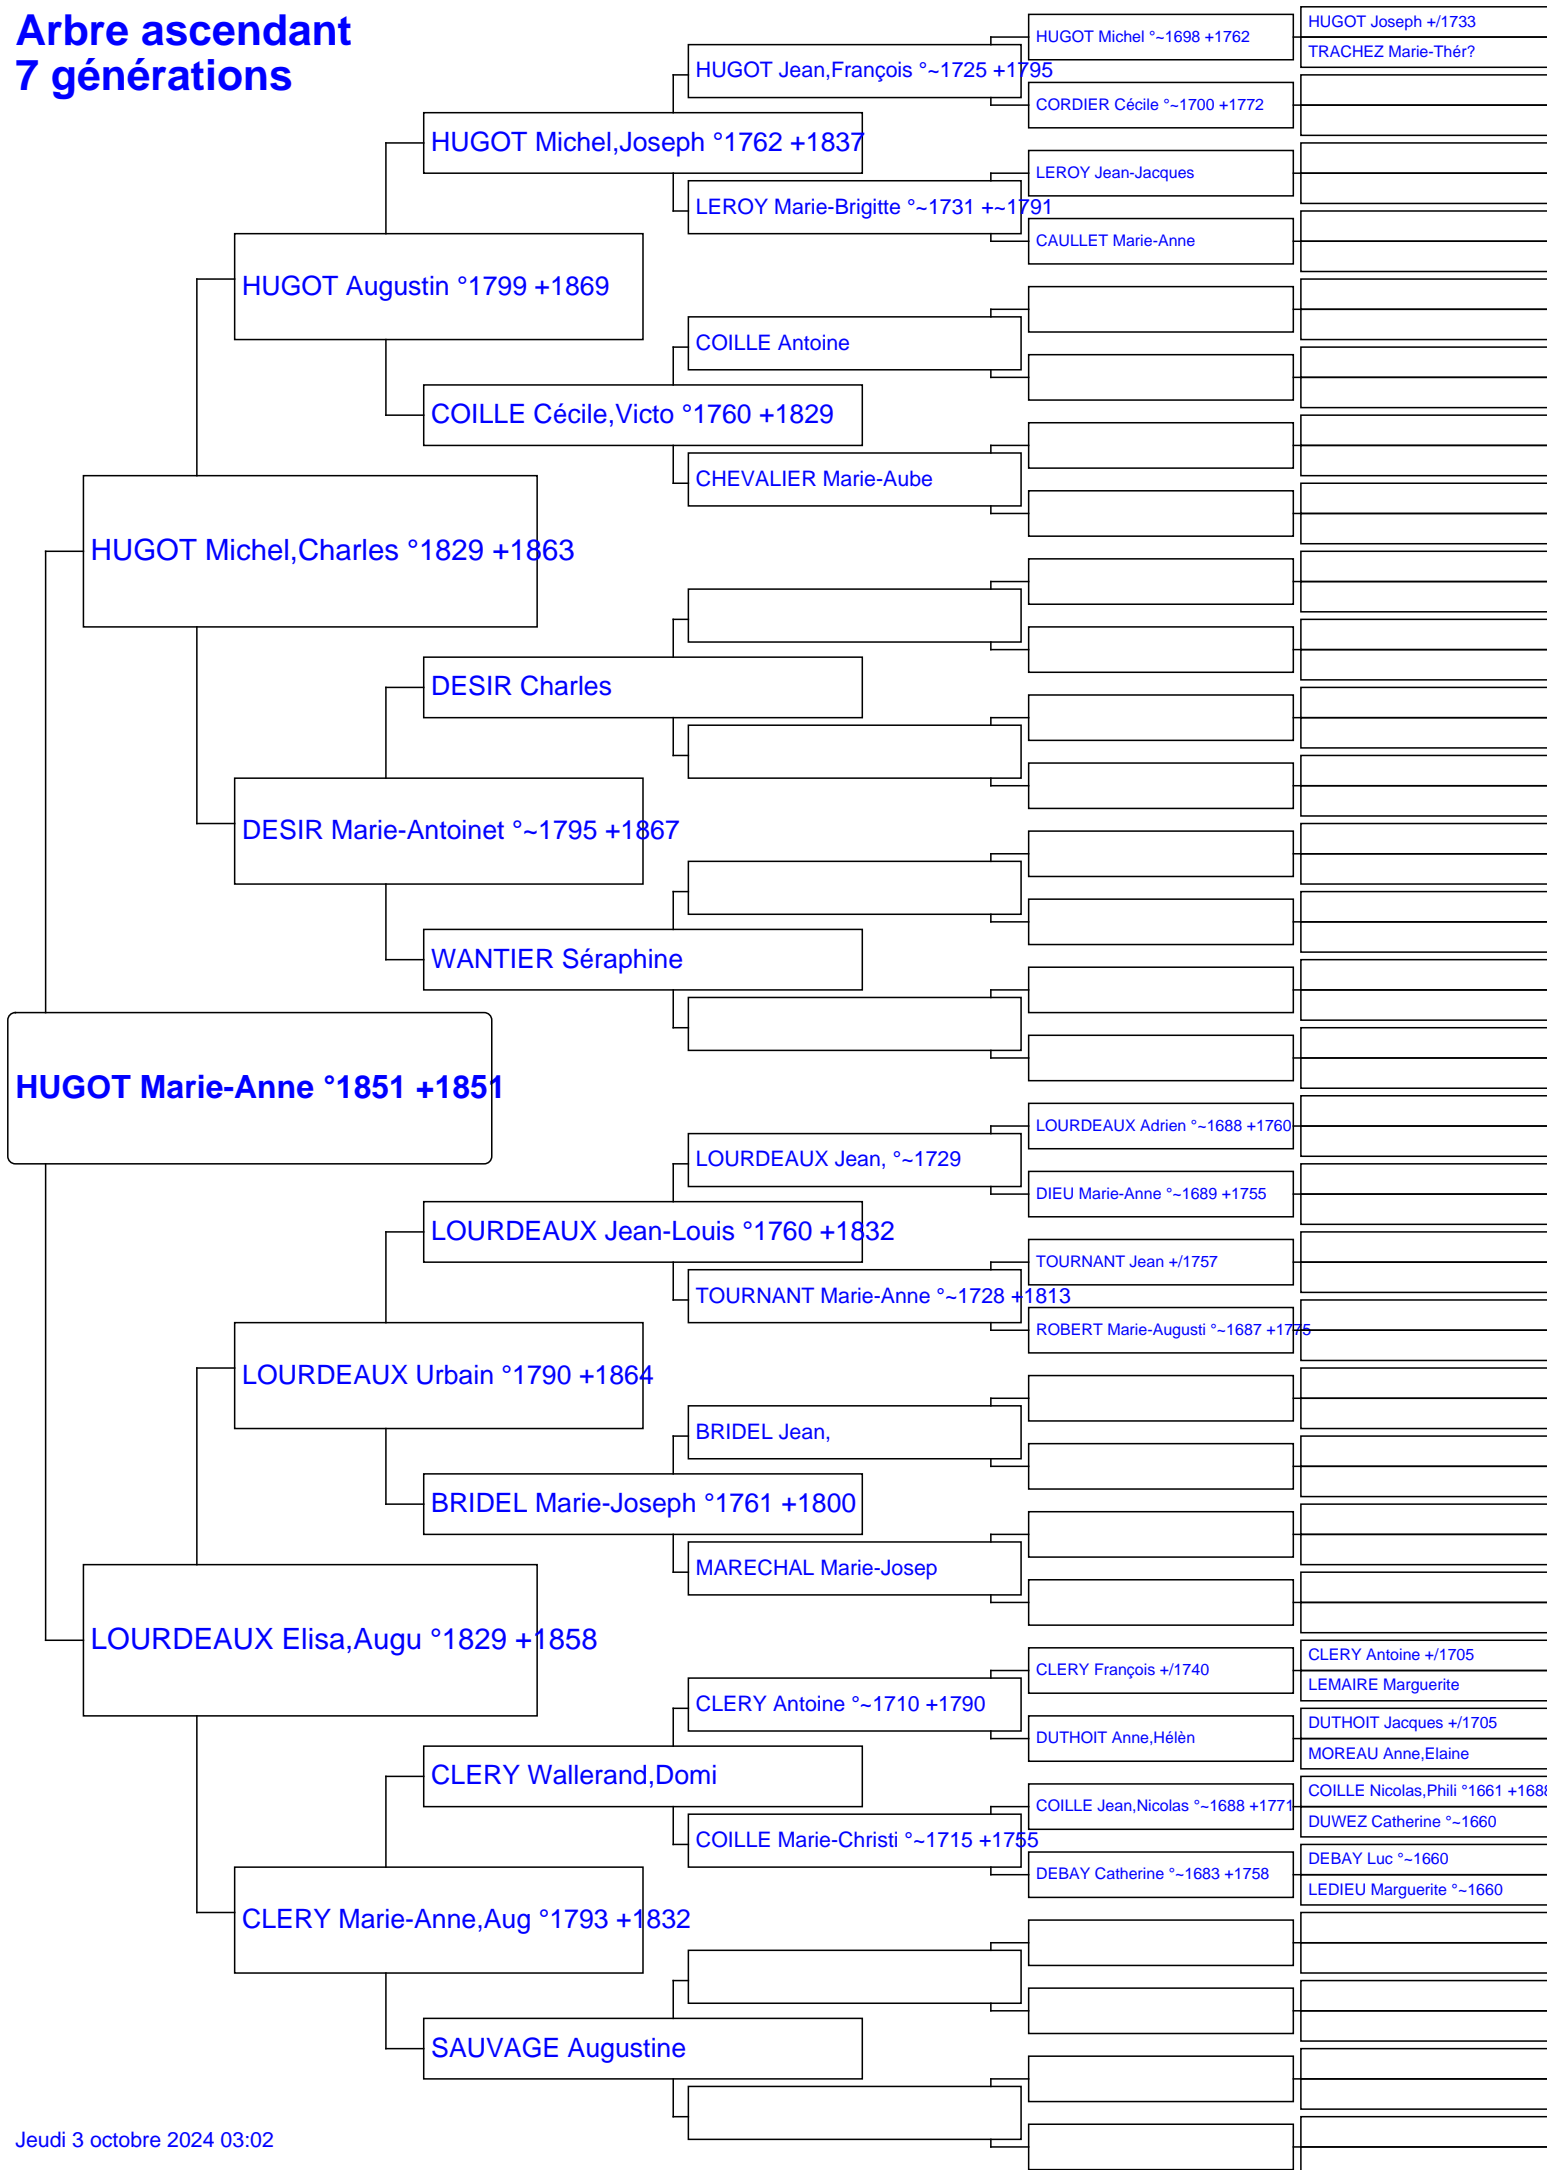 Arbre ascendant
7 générations
HUGOT Joseph +/1733
HUGOT Michel °~1698 +1762
TRACHEZ Marie-Thér?
HUGOT Jean,François °~1725 +1795
CORDIER Cécile °~1700 +1772
HUGOT Michel,Joseph °1762 +1837
LEROY Jean-Jacques
LEROY Marie-Brigitte °~1731 +~1791
CAULLET Marie-Anne
HUGOT Augustin °1799 +1869
COILLE Antoine
COILLE Cécile,Victo °1760 +1829
CHEVALIER Marie-Aube
HUGOT Michel,Charles °1829 +1863
DESIR Charles
DESIR Marie-Antoinet °~1795 +1867
WANTIER Séraphine
HUGOT Marie-Anne °1851 +1851
LOURDEAUX Adrien °~1688 +1760
LOURDEAUX Jean, °~1729
DIEU Marie-Anne °~1689 +1755
LOURDEAUX Jean-Louis °1760 +1832
TOURNANT Jean +/1757
TOURNANT Marie-Anne °~1728 +1813
ROBERT Marie-Augusti °~1687 +1775
LOURDEAUX Urbain °1790 +1864
BRIDEL Jean,
BRIDEL Marie-Joseph °1761 +1800
MARECHAL Marie-Josep
LOURDEAUX Elisa,Augu °1829 +1858
CLERY Antoine +/1705
CLERY François +/1740
LEMAIRE Marguerite
CLERY Antoine °~1710 +1790
DUTHOIT Jacques +/1705
DUTHOIT Anne,Hélèn
MOREAU Anne,Elaine
CLERY Wallerand,Domi
COILLE Nicolas,Phili °1661 +1688
COILLE Jean,Nicolas °~1688 +1771
DUWEZ Catherine °~1660
COILLE Marie-Christi °~1715 +1755
DEBAY Luc °~1660
DEBAY Catherine °~1683 +1758
LEDIEU Marguerite °~1660
CLERY Marie-Anne,Aug °1793 +1832
SAUVAGE Augustine
Jeudi 3 octobre 2024 03:02